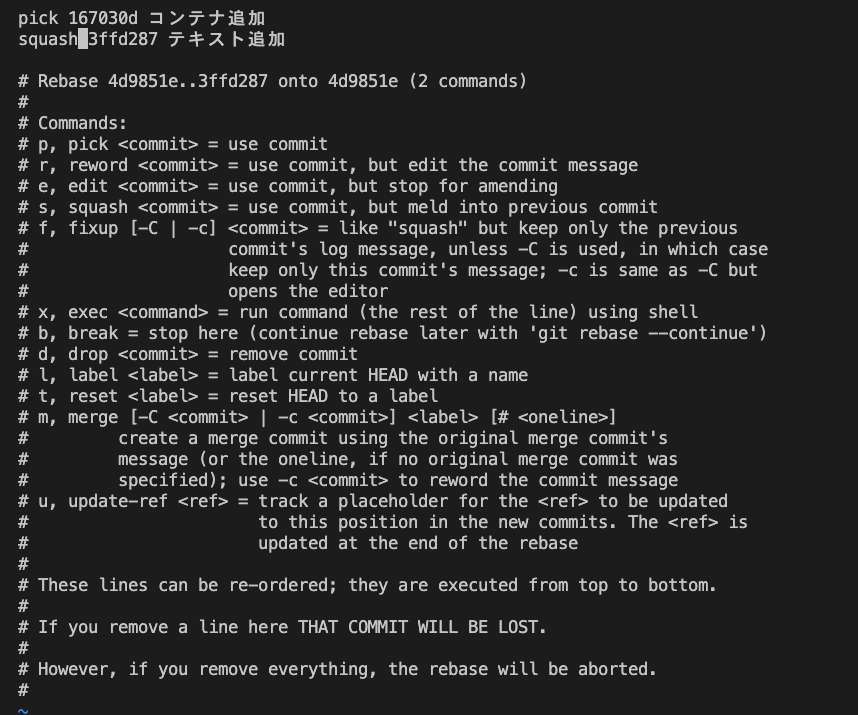 pick 167030d コンテナ追加
squash 3ffd287 テキスト追加

# Rebase 4d9851e..3ffd287 onto 4d9851e (2 commands)
#
# Commands:
# p, pick <commit> = use commit
# r, reword <commit> = use commit, but edit the commit message
# e, edit <commit> = use commit, but stop for amending
# s, squash <commit> = use commit, but meld into previous commit
# f, fixup [-C | -c] <commit> = like "squash" but keep only the previous
#                    commit's log message, unless -C is used, in which case
#                    keep only this commit's message; -c is same as -C but
#                    opens the editor
# x, exec <command> = run command (the rest of the line) using shell
# b, break = stop here (continue rebase later with 'git rebase --continue')
# d, drop <commit> = remove commit
# l, label <label> = label current HEAD with a name
# t, reset <label> = reset HEAD to a label
# m, merge [-C <commit> | -c <commit>] <label> [# <oneline>]
#         create a merge commit using the original merge commit's
#         message (or the oneline, if no original merge commit was
#         specified); use -c <commit> to reword the commit message
# u, update-ref <ref> = track a placeholder for the <ref> to be updated
#                       to this position in the new commits. The <ref> is
#                       updated at the end of the rebase
#
# These lines can be re-ordered; they are executed from top to bottom.
#
# If you remove a line here THAT COMMIT WILL BE LOST.
#
# However, if you remove everything, the rebase will be aborted.
#
~